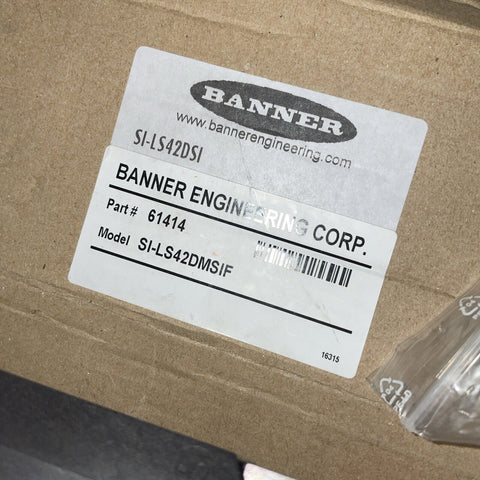 BANNER
www.bannerengineering.com
SI-LS42DSI
BANNER ENGINEERING CORP.
Part # 61414
Model SI-LS42DMSIF
16315